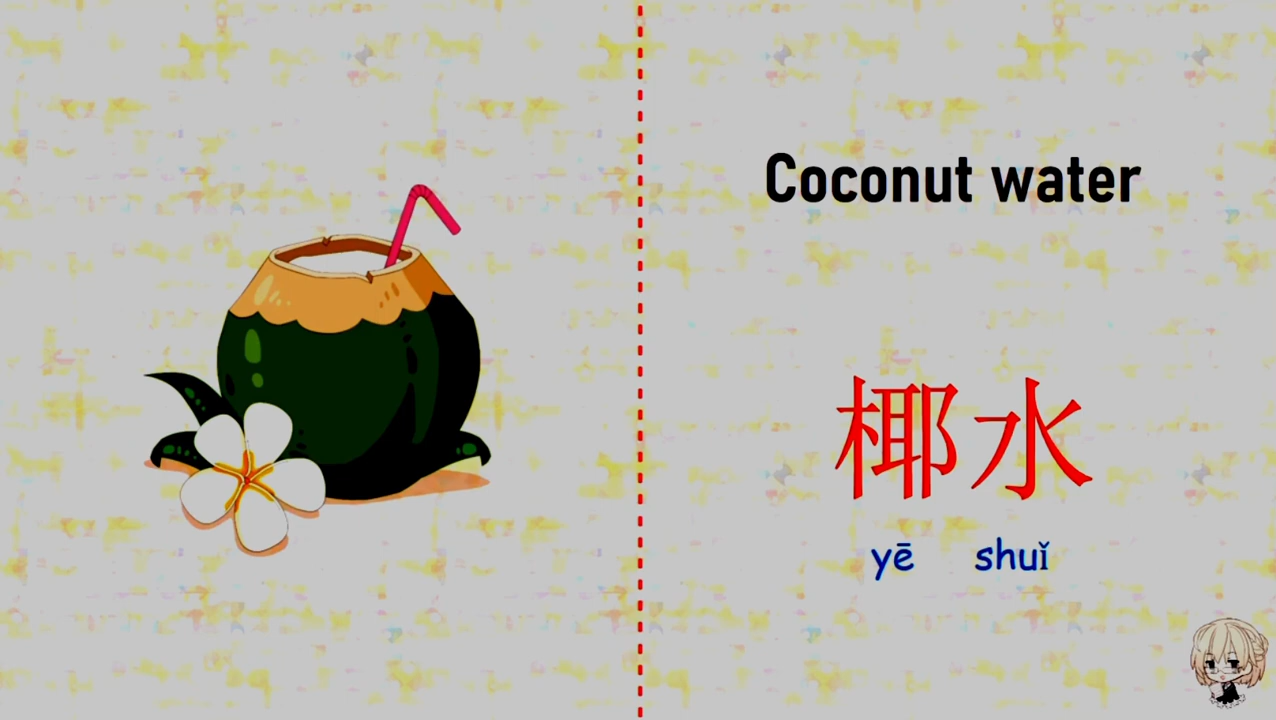 Coconut water
椰水
yē shuǐ